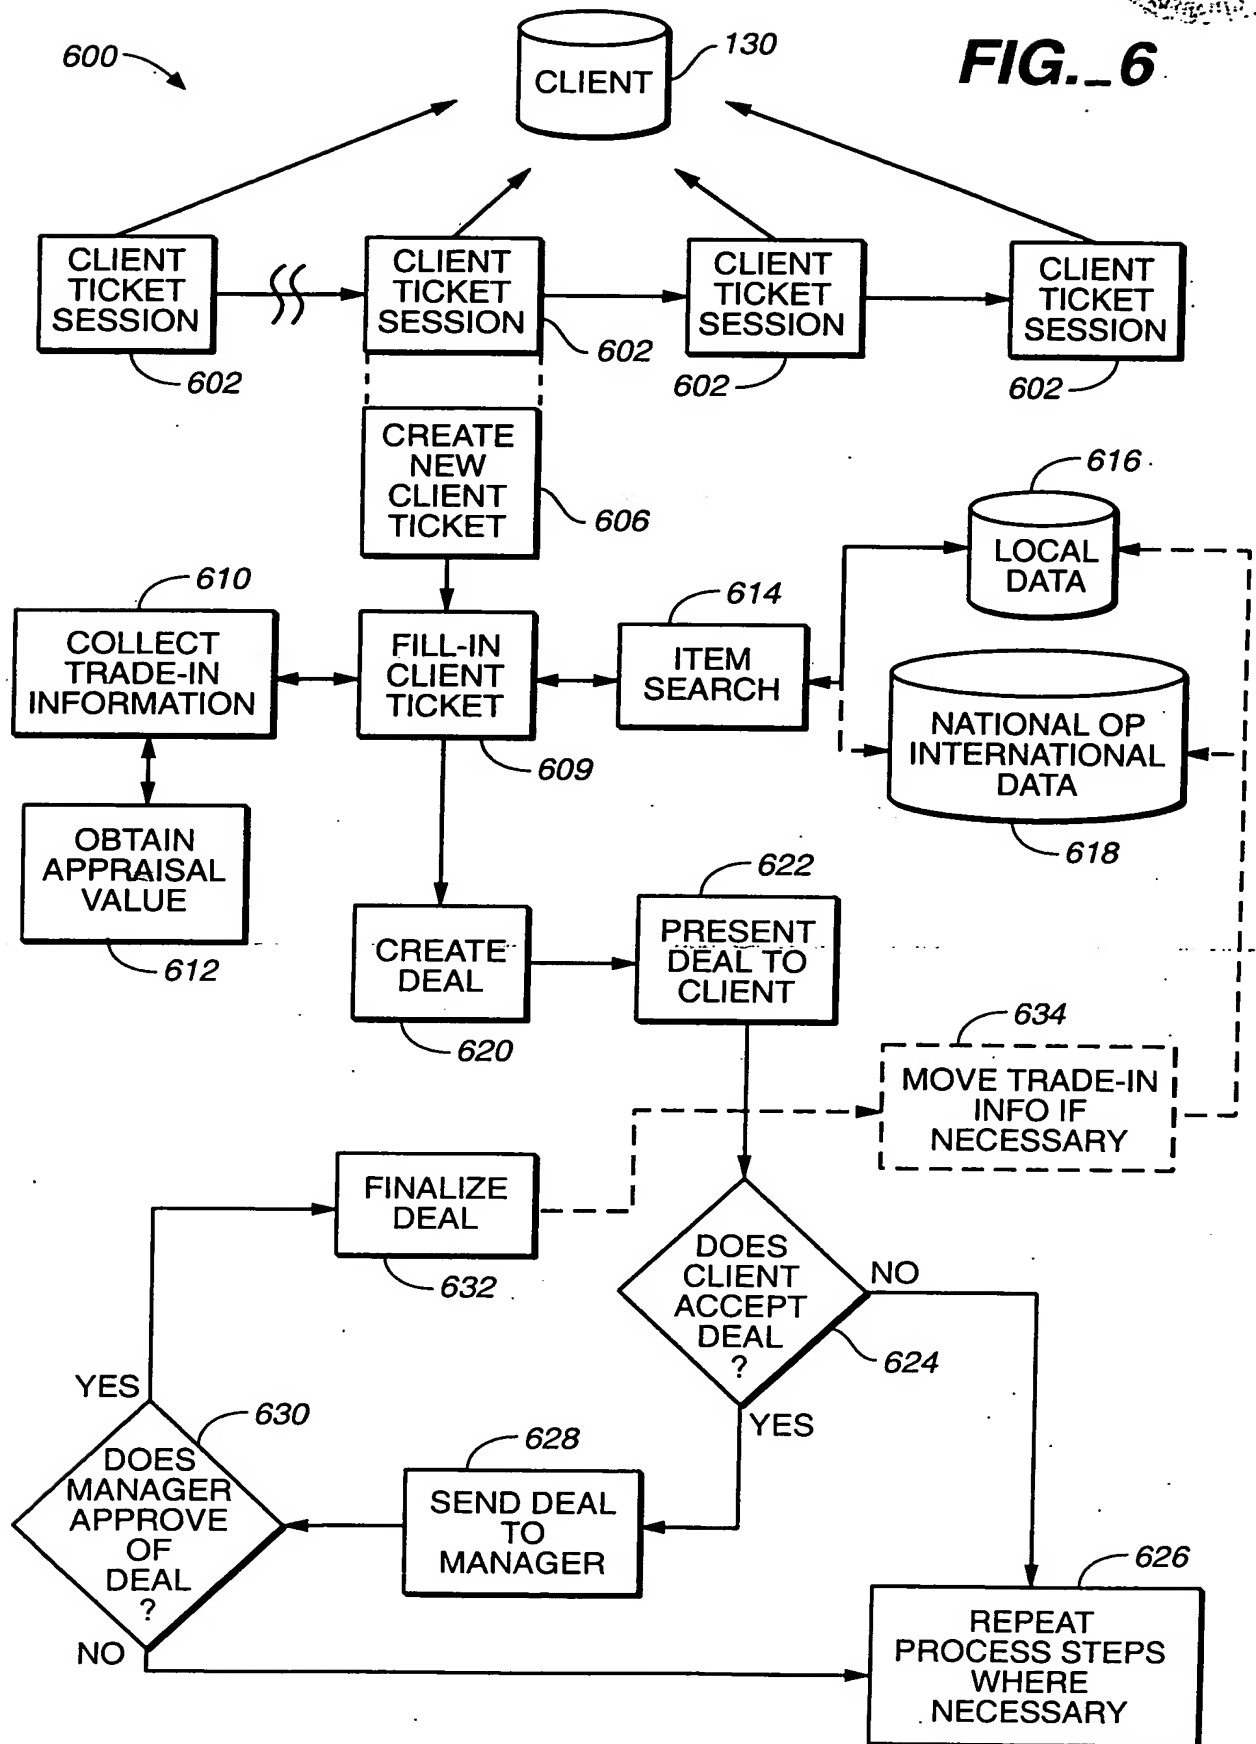 600
CLIENT
130
FIG._6
CLIENT
TICKET
SESSION
602
CLIENT
TICKET
SESSION
602
CLIENT
TICKET
SESSION
602
CLIENT
TICKET
SESSION
602
CREATE
NEW
CLIENT
TICKET
606
616
LOCAL
DATA
610
COLLECT
TRADE-IN
INFORMATION
FILL-IN
CLIENT
TICKET
609
614
ITEM
SEARCH
NATIONAL OP
INTERNATIONAL
DATA
618
OBTAIN
APPRAISAL
VALUE
612
CREATE
DEAL
620
622
PRESENT
DEAL TO
CLIENT
634
MOVE TRADE-IN
INFO IF
NECESSARY
FINALIZE
DEAL
632
DOES
CLIENT
ACCEPT
DEAL
?
624
NO
YES
YES
630
DOES
MANAGER
APPROVE
OF
DEAL
?
NO
628
SEND DEAL
TO
MANAGER
626
REPEAT
PROCESS STEPS
WHERE
NECESSARY